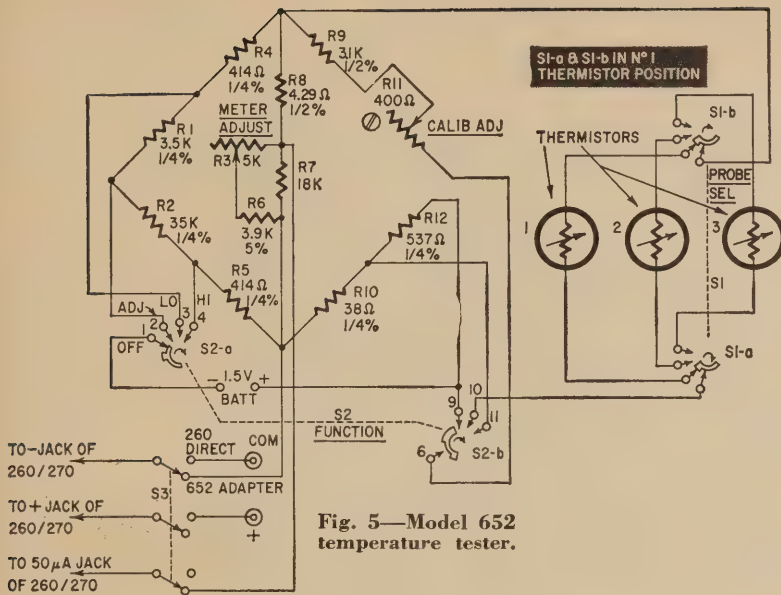 R4
414Ω
1/4%
R9
3.1K
1/2%
R8
4.29Ω
1/2%
R11
400Ω
CALIB ADJ
METER
ADJUST
R1
3.5K
1/4%
R3
5K
R7
18K
R2
35K
1/4%
R6
3.9K
5%
R12
537Ω
1/4%
R5
414Ω
1/4%
R10
38Ω
1/4%
S1-a & S1-b IN Nº 1
THERMISTOR POSITION
S1-b
THERMISTORS
PROBE
SEL
1
2
3
S1
S1-a
ADJ
LO
HI
2
3
4
1
OFF
S2-a
- 1.5V +
BATT
S2
FUNCTION
9
10
11
6
S2-b
TO - JACK OF
260/270
260
DIRECT
COM
652 ADAPTER
S3
TO + JACK OF
260/270
+
TO 50µA JACK
OF 260/270
Fig. 5—Model 652
temperature tester.